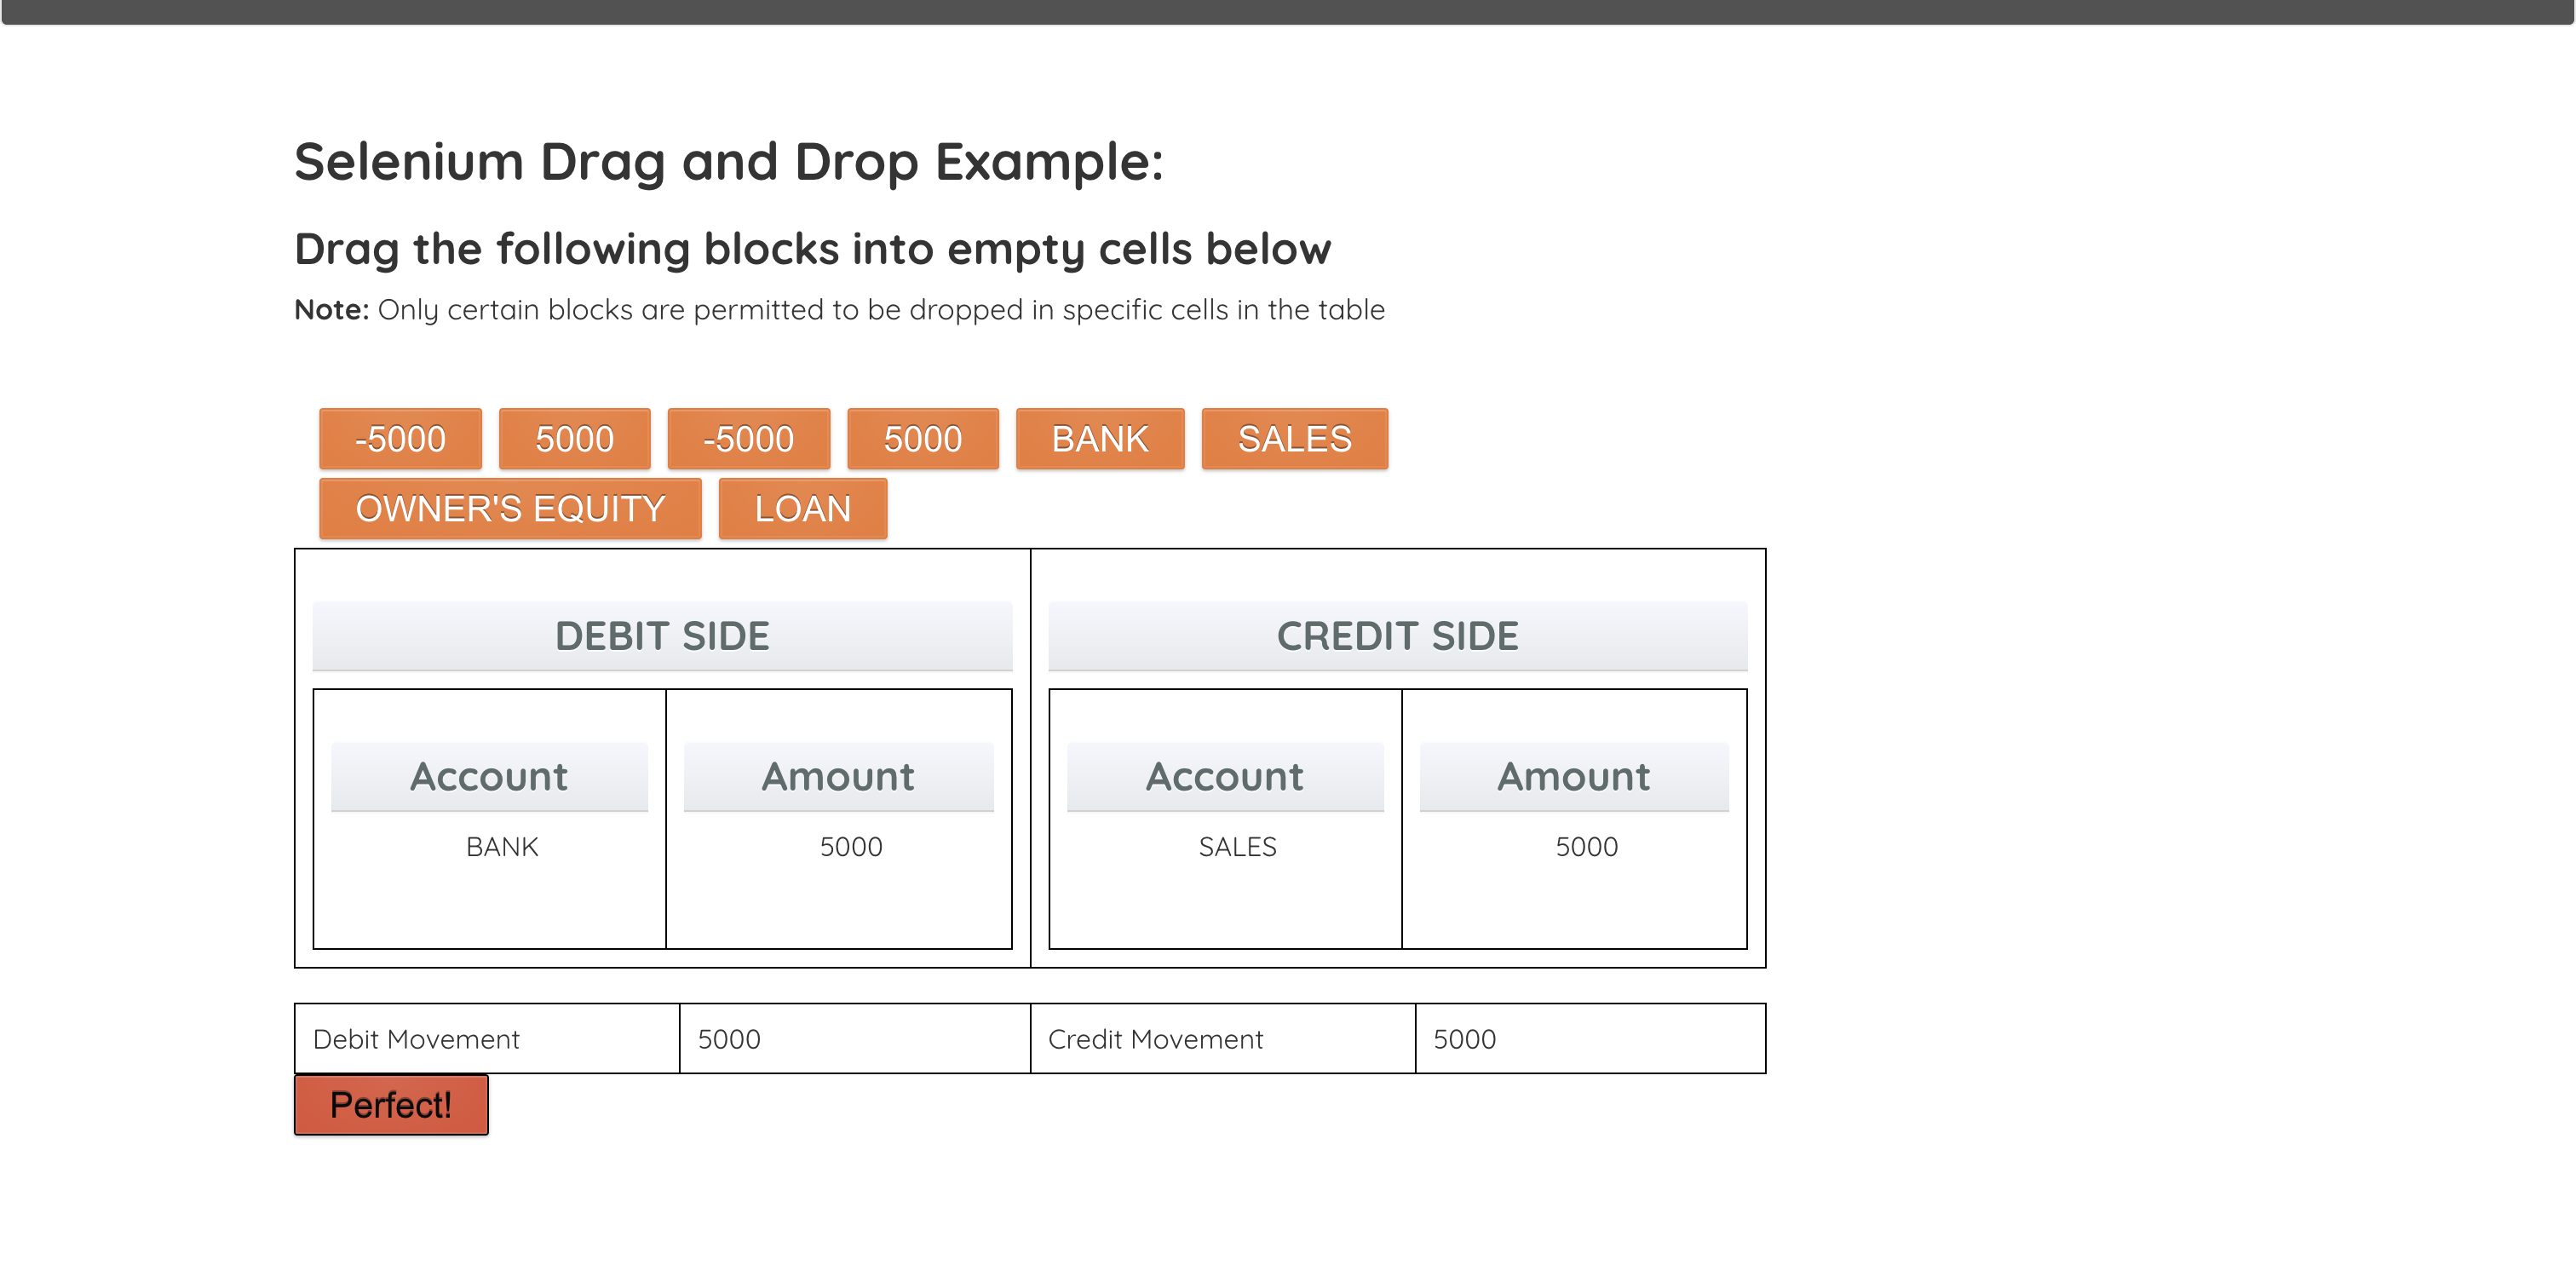 Selenium Drag and Drop Example:
Drag the following blocks into empty cells below
Note: Only certain blocks are permitted to be dropped in specific cells in the table
-5000 5000 -5000 5000 BANK SALES
OWNER'S EQUITY LOAN
DEBIT SIDE CREDIT SIDE
Account Amount Account Amount
BANK 5000 SALES 5000
Debit Movement 5000 Credit Movement 5000
Perfect!